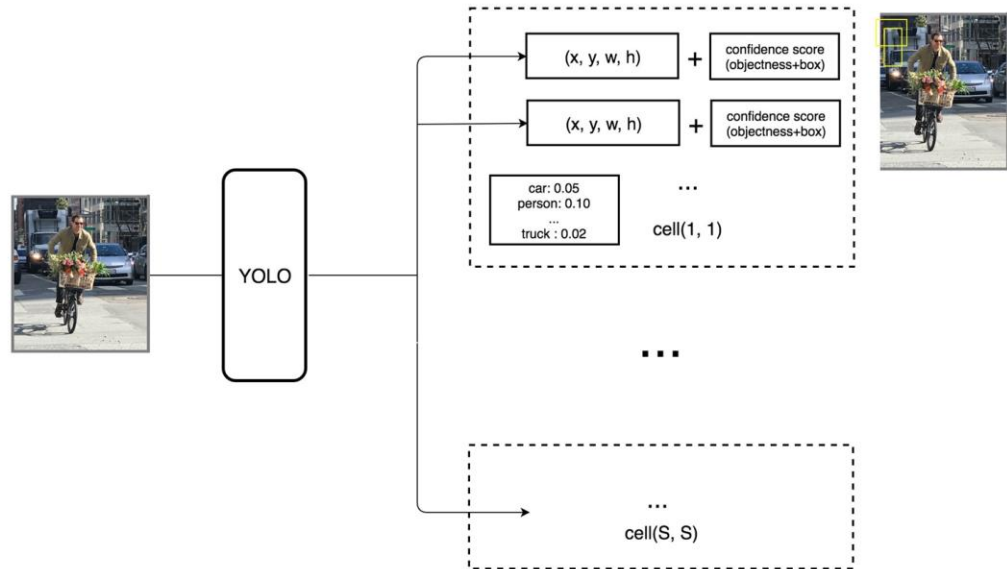 (x, y, w, h)
+
confidence score
(objectness+box)
(x, y, w, h)
+
confidence score
(objectness+box)
car: 0.05
person: 0.10
...
truck : 0.02
...
cell(1, 1)
YOLO
...
...
cell(S, S)